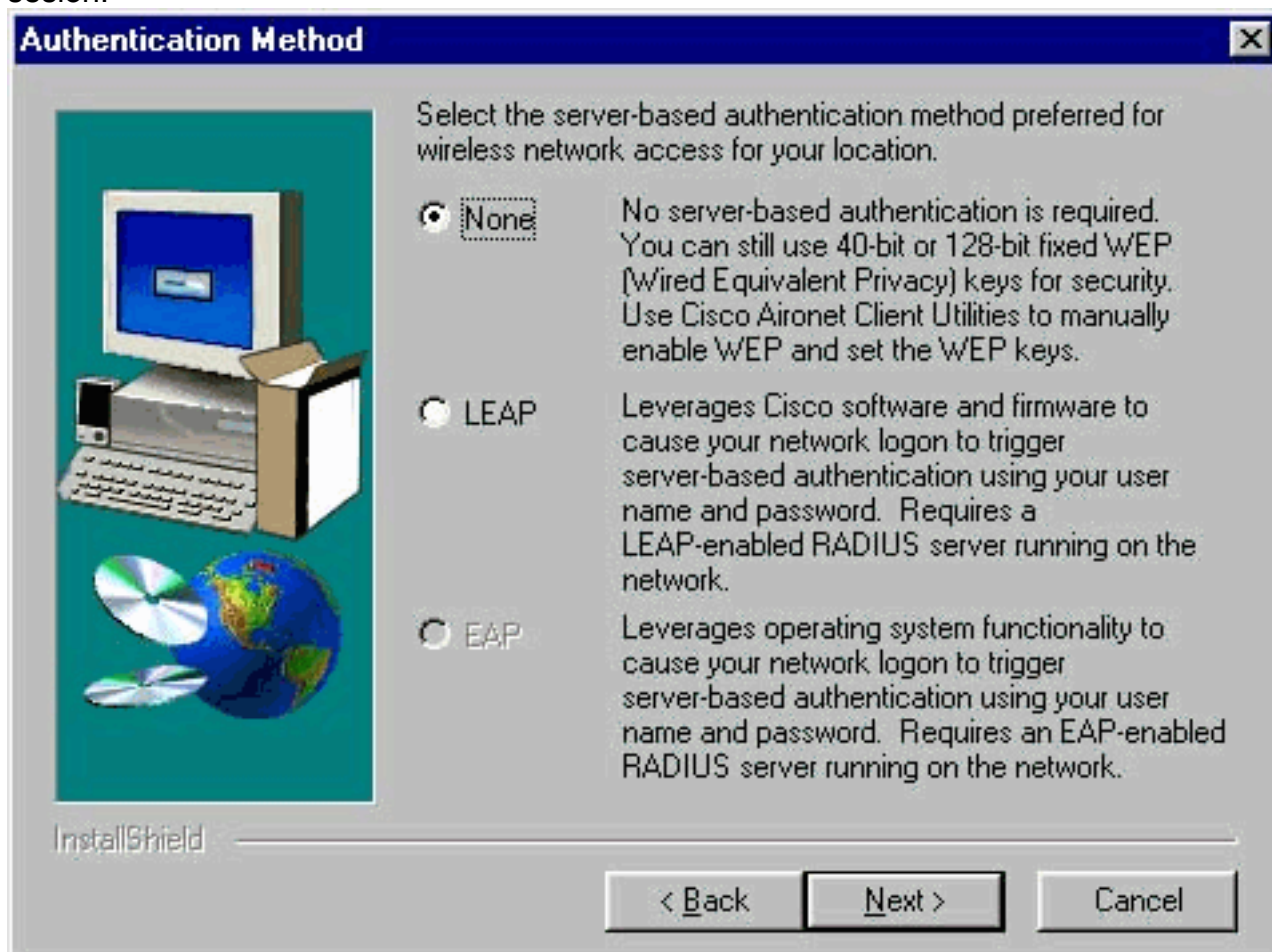 sesión.
Authentication Method
Select the server-based authentication method preferred for
wireless network access for your location.
None
No server-based authentication is required.
You can still use 40-bit or 128-bit fixed WEP
(Wired Equivalent Privacy) keys for security.
Use Cisco Aironet Client Utilities to manually
enable WEP and set the WEP keys.
LEAP
Leverages Cisco software and firmware to
cause your network logon to trigger
server-based authentication using your user
name and password. Requires a
LEAP-enabled RADIUS server running on the
network.
EAP
Leverages operating system functionality to
cause your network logon to trigger
server-based authentication using your user
name and password. Requires an EAP-enabled
RADIUS server running on the network.
InstallShield
< Back
Next >
Cancel